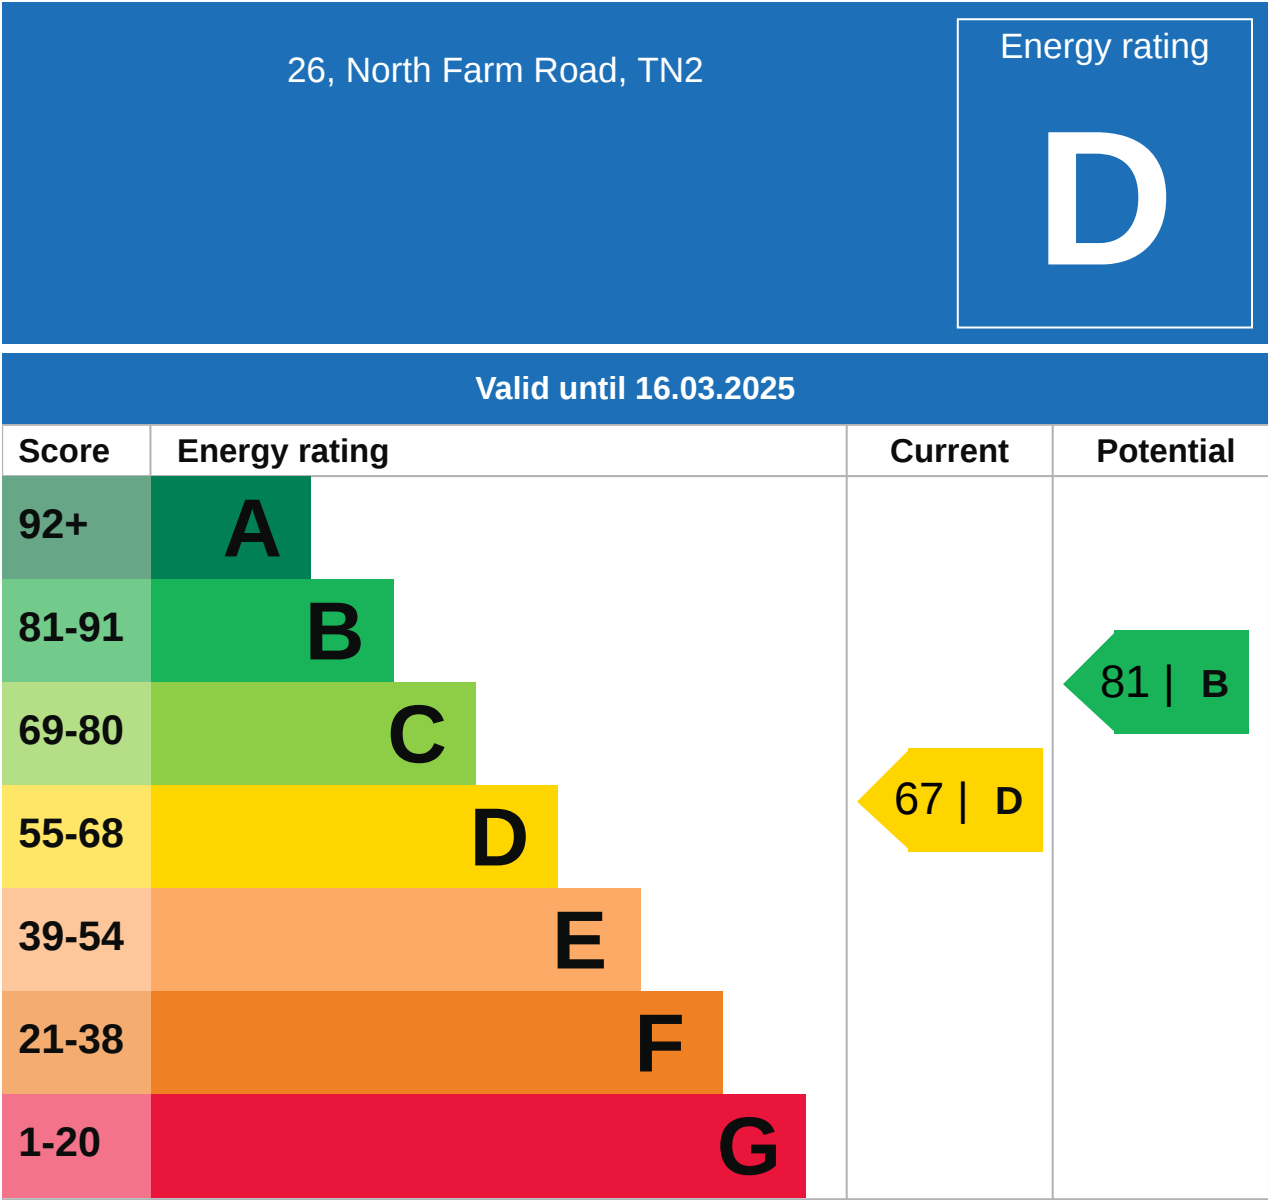 26, North Farm Road, TN2
Energy rating
D
Valid until 16.03.2025
Score Energy rating Current Potential
92+ A
81-91 B
81 | B
69-80 C
67 | D
55-68 D
39-54 E
21-38 F
1-20 G